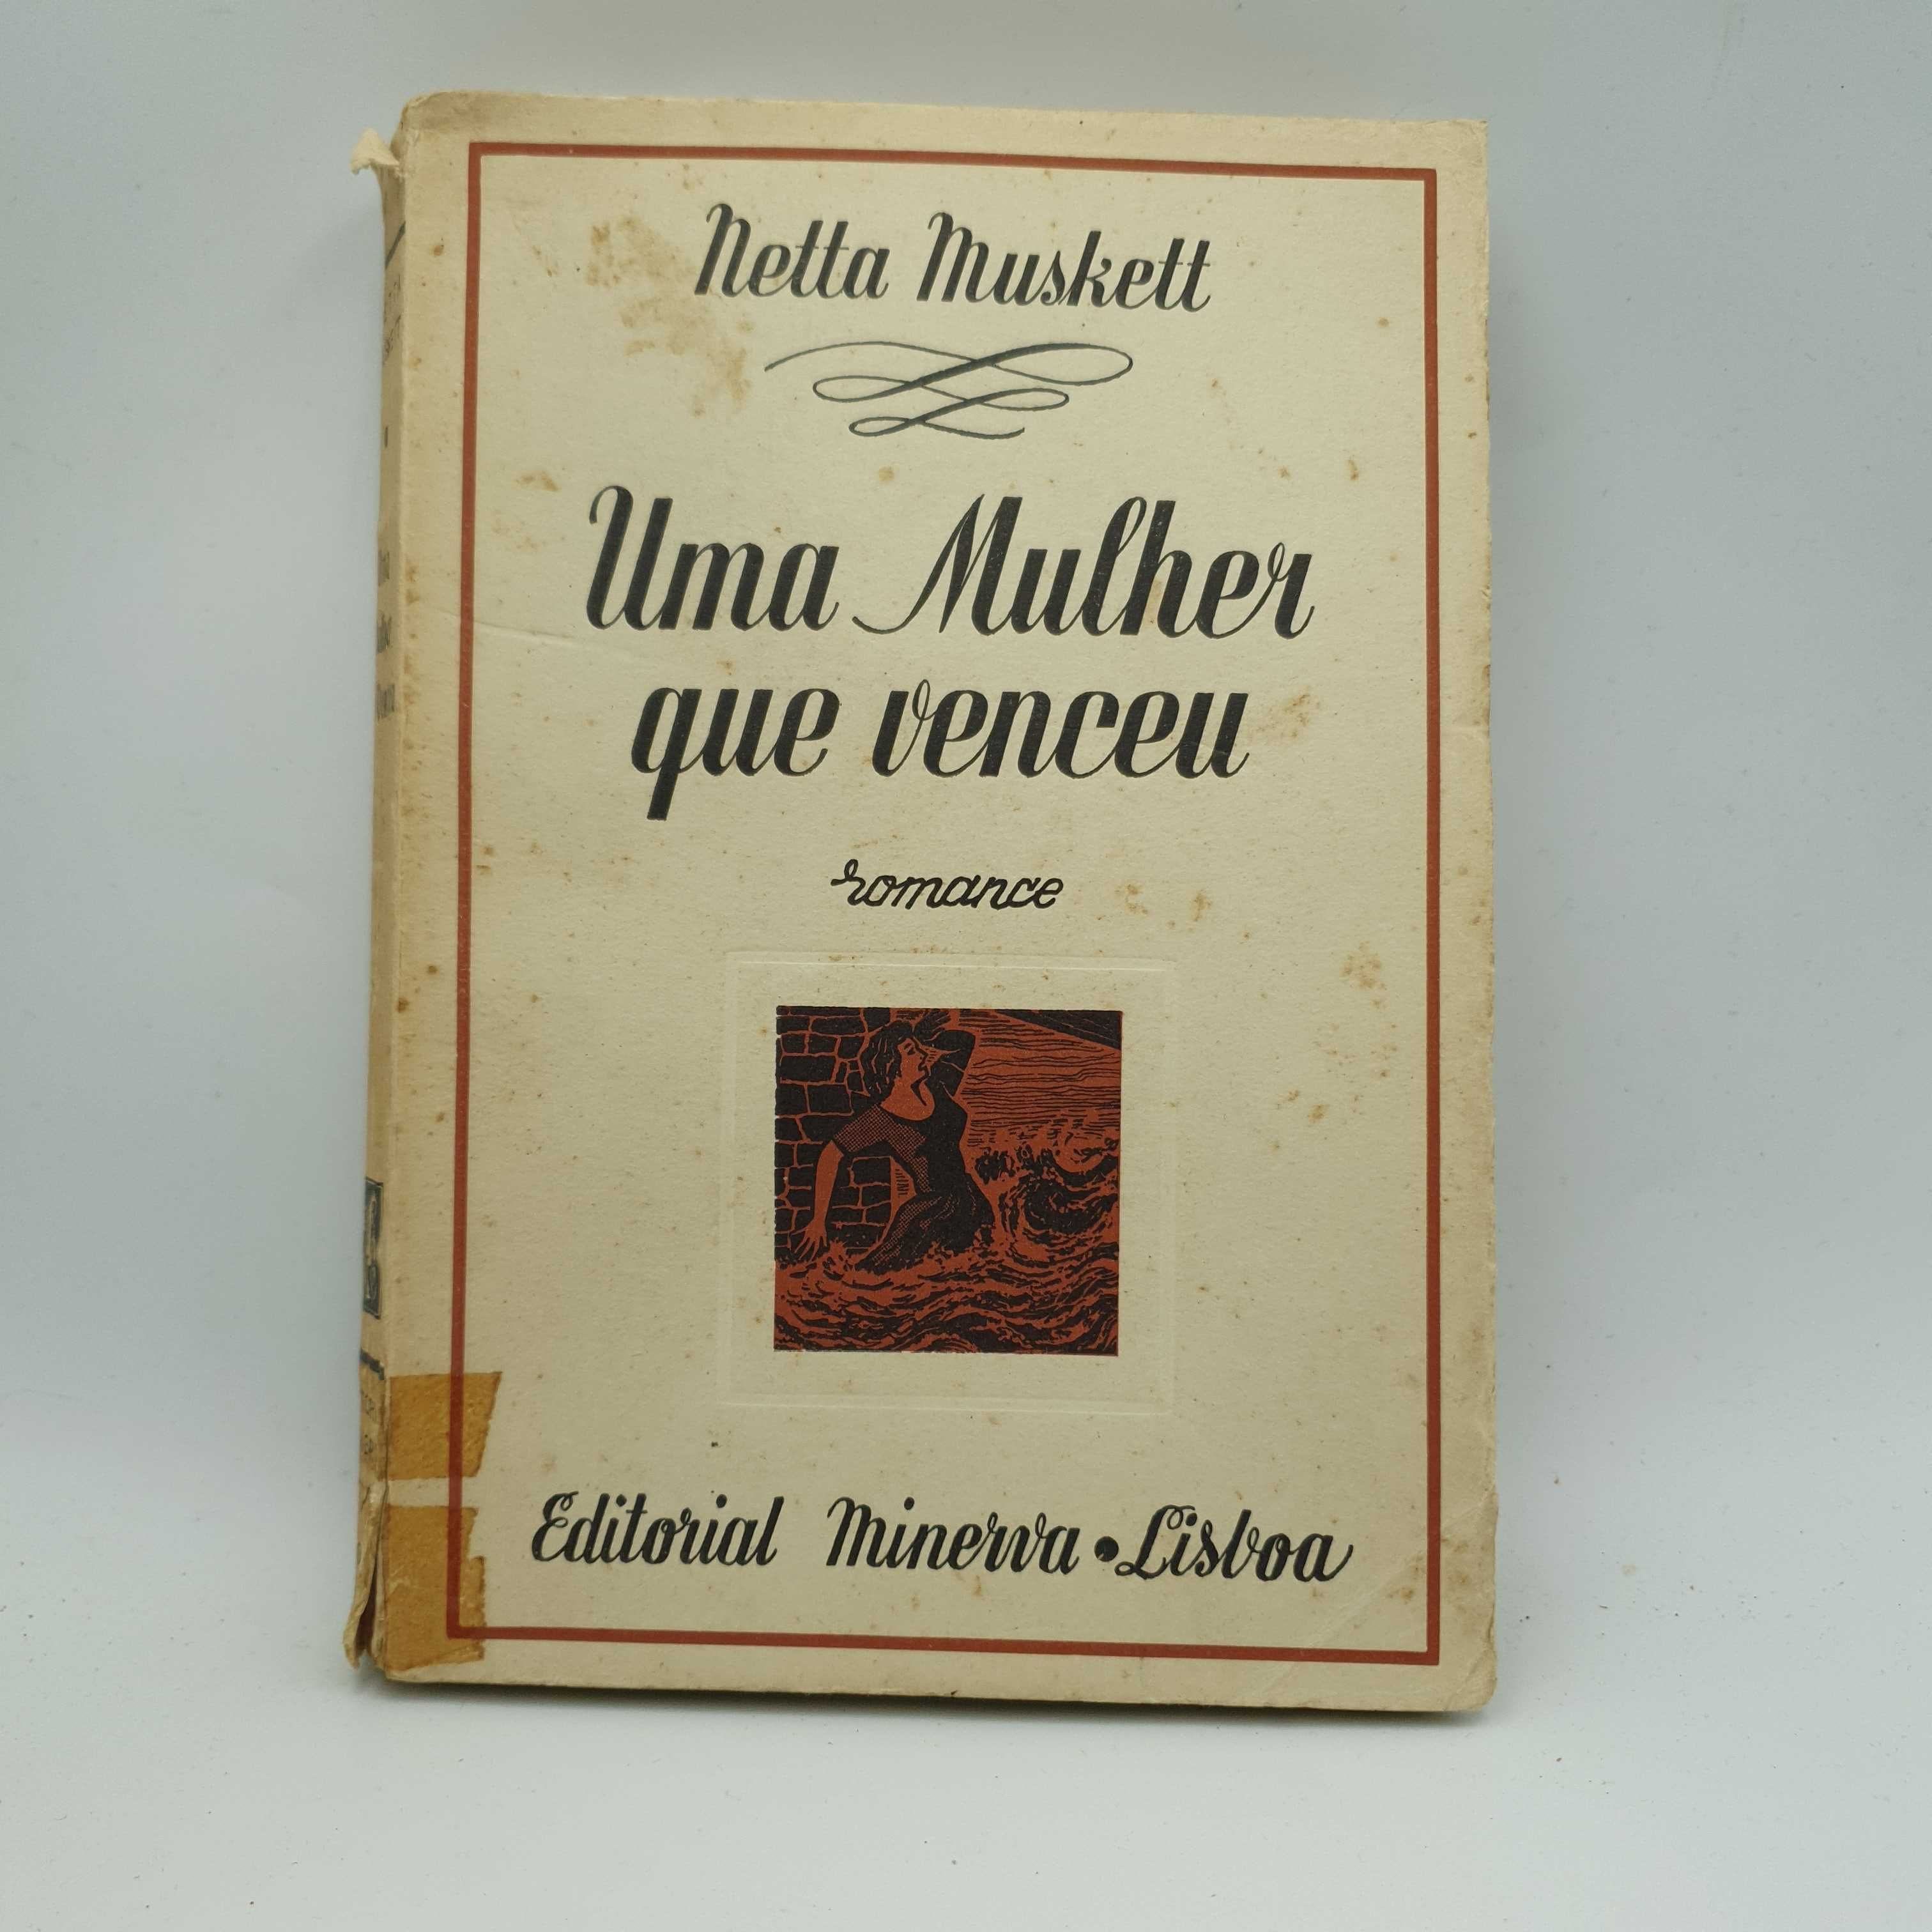 Netta Muskett
Uma Mulher
que venceu
romance
Editorial Minerva • Lisboa